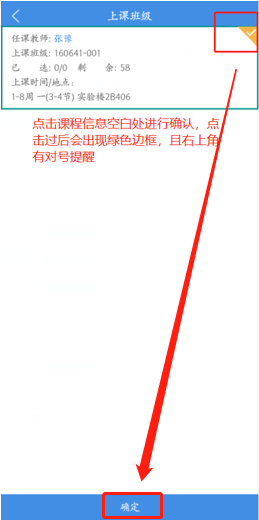 上课班级
任课教师: 张缘
上课班级: 160641-001
已 选: 0/0 剩 余: 58
上课时间/地点:
1-8周 一(3-4节) 实验楼2B406
点击课程信息空白处进行确认，点
击过后会出现绿色边框，且右上角
有对号提醒
确定